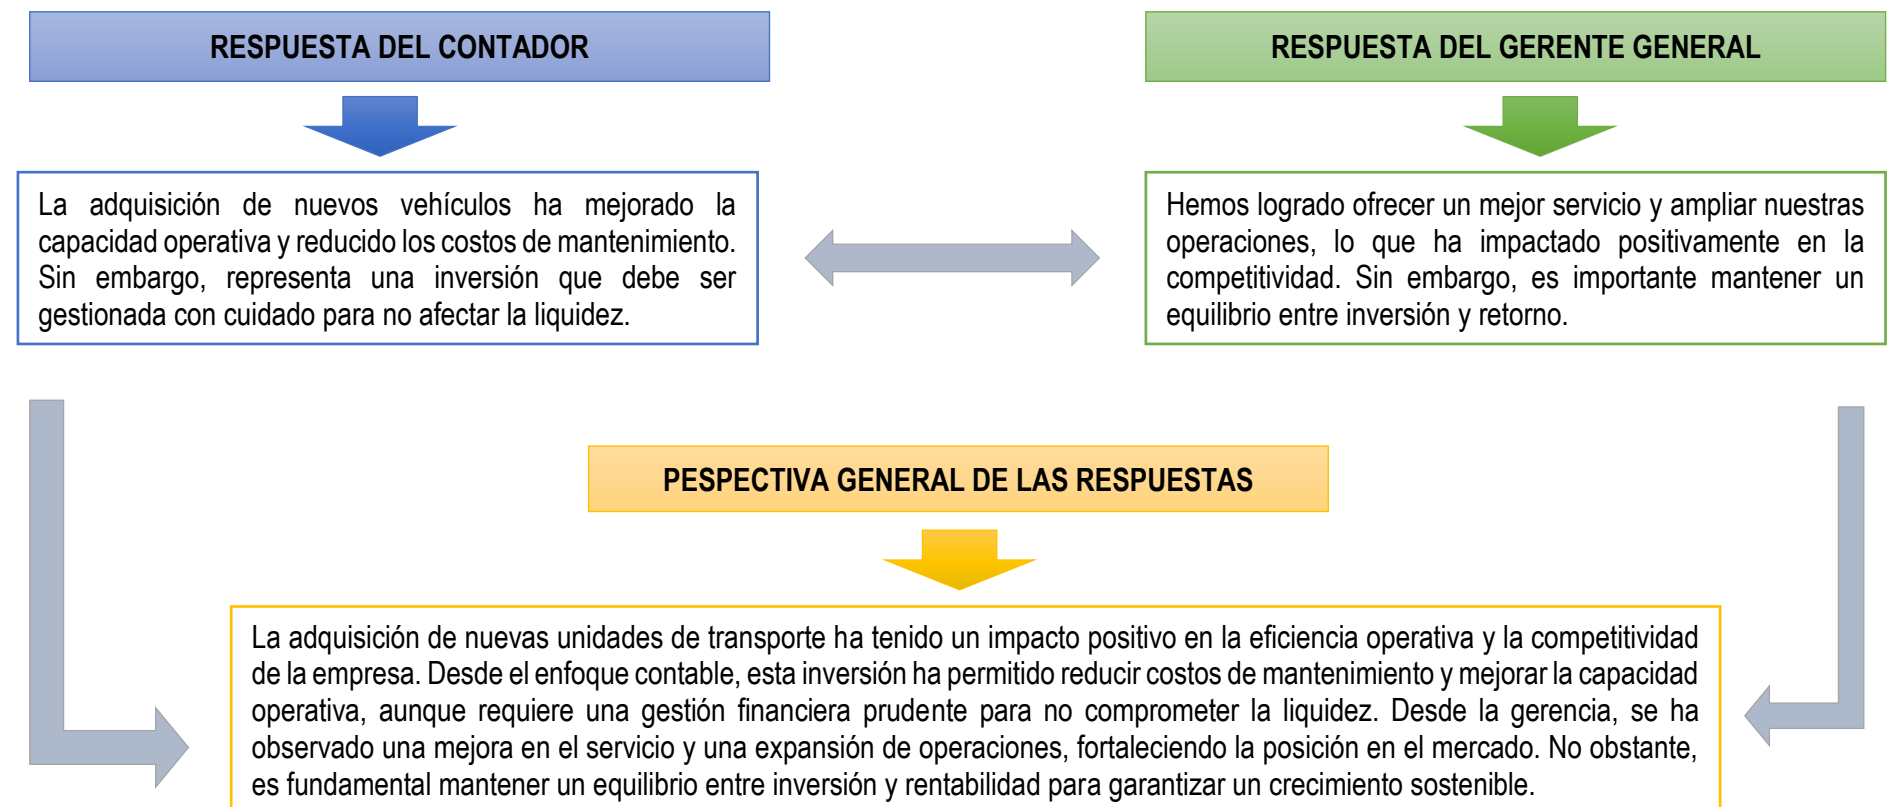 RESPUESTA DEL CONTADOR
La adquisición de nuevos vehículos ha mejorado la
capacidad operativa y reducido los costos de mantenimiento.
Sin embargo, representa una inversión que debe ser
gestionada con cuidado para no afectar la liquidez.
RESPUESTA DEL GERENTE GENERAL
Hemos logrado ofrecer un mejor servicio y ampliar nuestras
operaciones, lo que ha impactado positivamente en la
competitividad. Sin embargo, es importante mantener un
equilibrio entre inversión y retorno.
PESPECTIVA GENERAL DE LAS RESPUESTAS
La adquisición de nuevas unidades de transporte ha tenido un impacto positivo en la eficiencia operativa y la competitividad
de la empresa. Desde el enfoque contable, esta inversión ha permitido reducir costos de mantenimiento y mejorar la capacidad
operativa, aunque requiere una gestión financiera prudente para no comprometer la liquidez. Desde la gerencia, se ha
observado una mejora en el servicio y una expansión de operaciones, fortaleciendo la posición en el mercado. No obstante,
es fundamental mantener un equilibrio entre inversión y rentabilidad para garantizar un crecimiento sostenible.